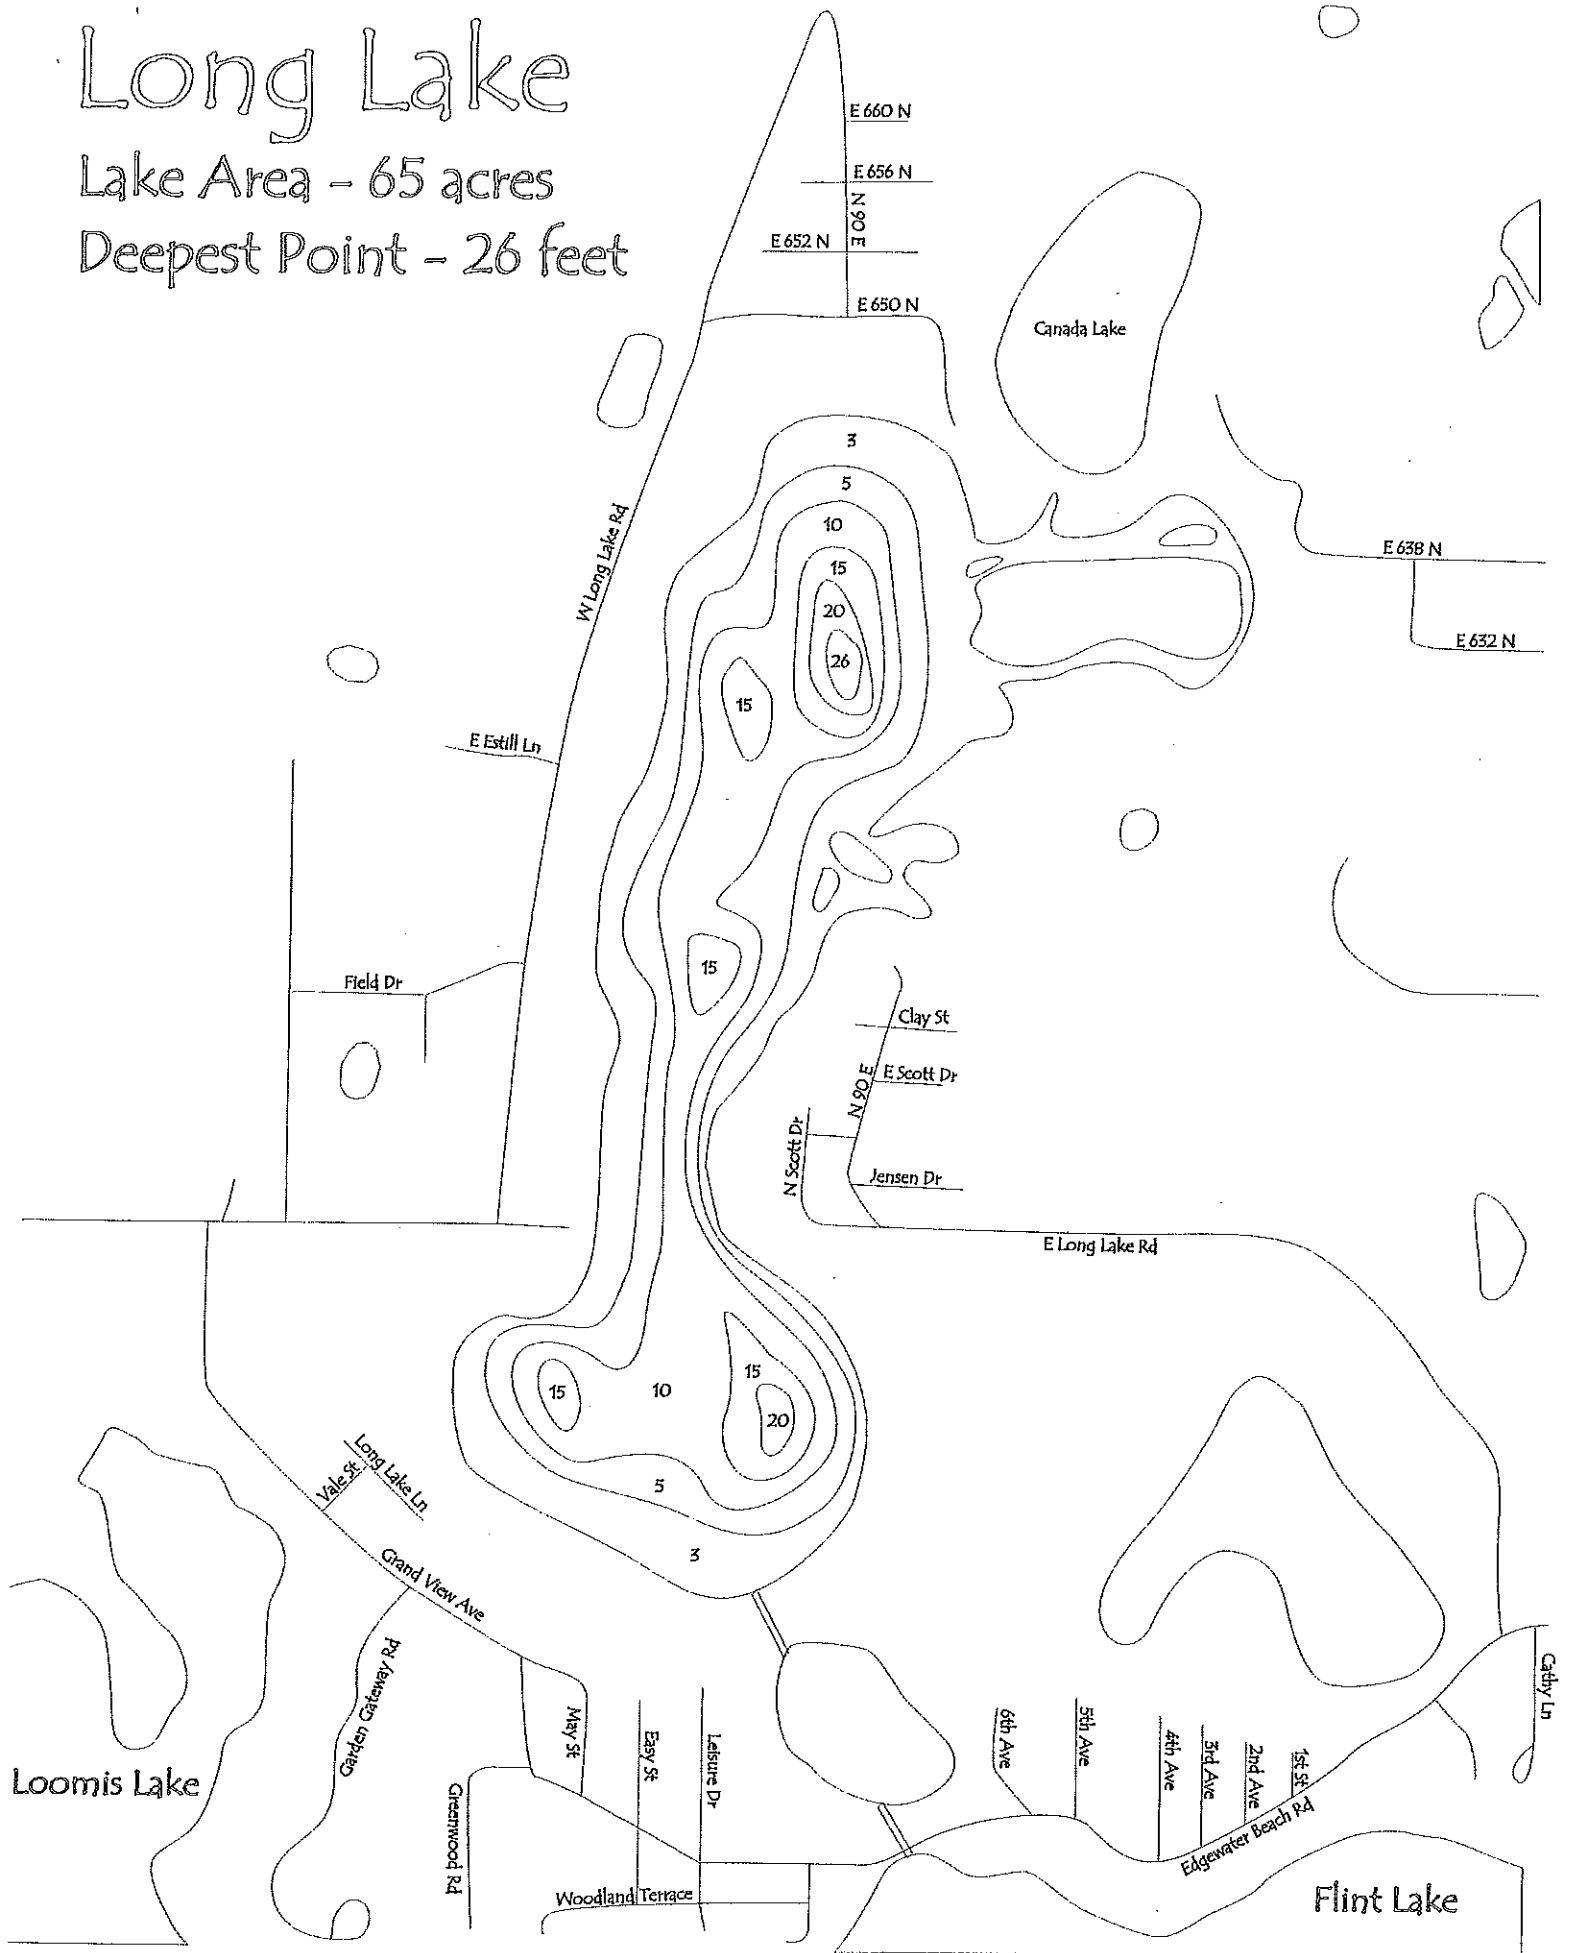 Long Lake
Lake Area - 65 acres
Deepest Point - 26 feet
E 660 N
E 656 N
N 90 E
E 652 N
E 650 N
Canada Lake
3
5
10
W Long Lake Rd
E 638 N
15
20
E 632 N
26
15
E Estill Ln
15
Field Dr
Clay St
E Scott Dr
N 90 E
N Scott Dr
Jensen Dr
E Long Lake Rd
15
15
10
20
Long Lake Ln
Vale St
5
3
Grand View Ave
Garden Gateway Rd
Cathy Ln
May St
Easy St
Leisure Dr
6th Ave
5th Ave
4th Ave
3rd Ave
2nd Ave
1st St
Loomis Lake
Greenwood Rd
Edgewater Beach Rd
Woodland Terrace
Flint Lake